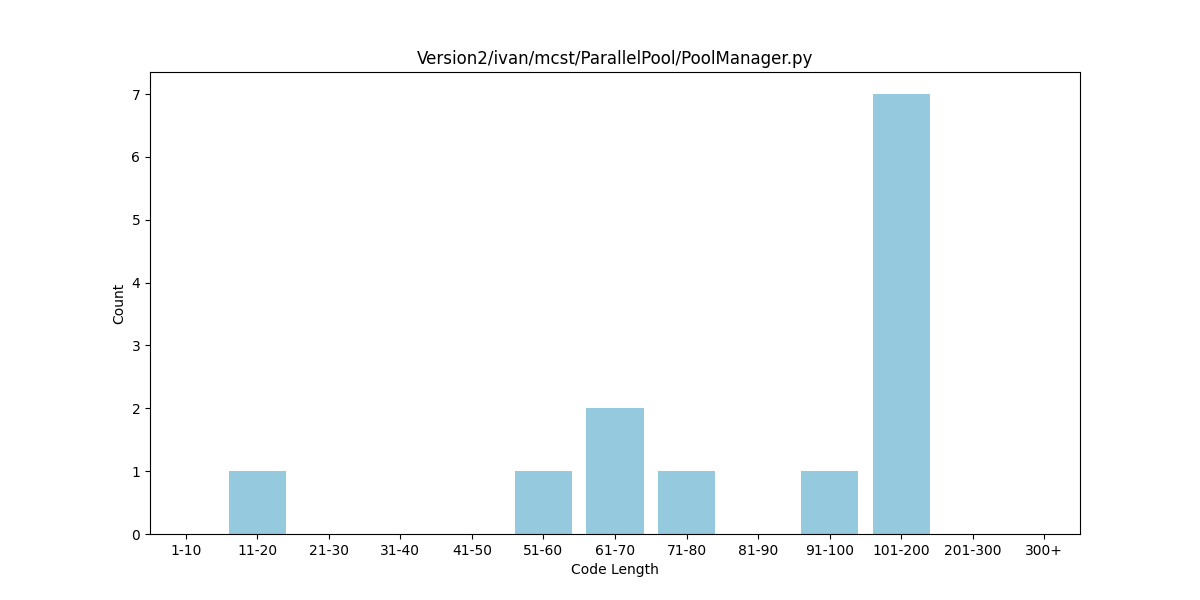 Version2/ivan/mcst/ParallelPool/PoolManager.py
7
6
5
4
3
2
1
0
Count
1-10 11-20 21-30 31-40 41-50 51-60 61-70 71-80 81-90 91-100 101-200 201-300 300+
Code Length